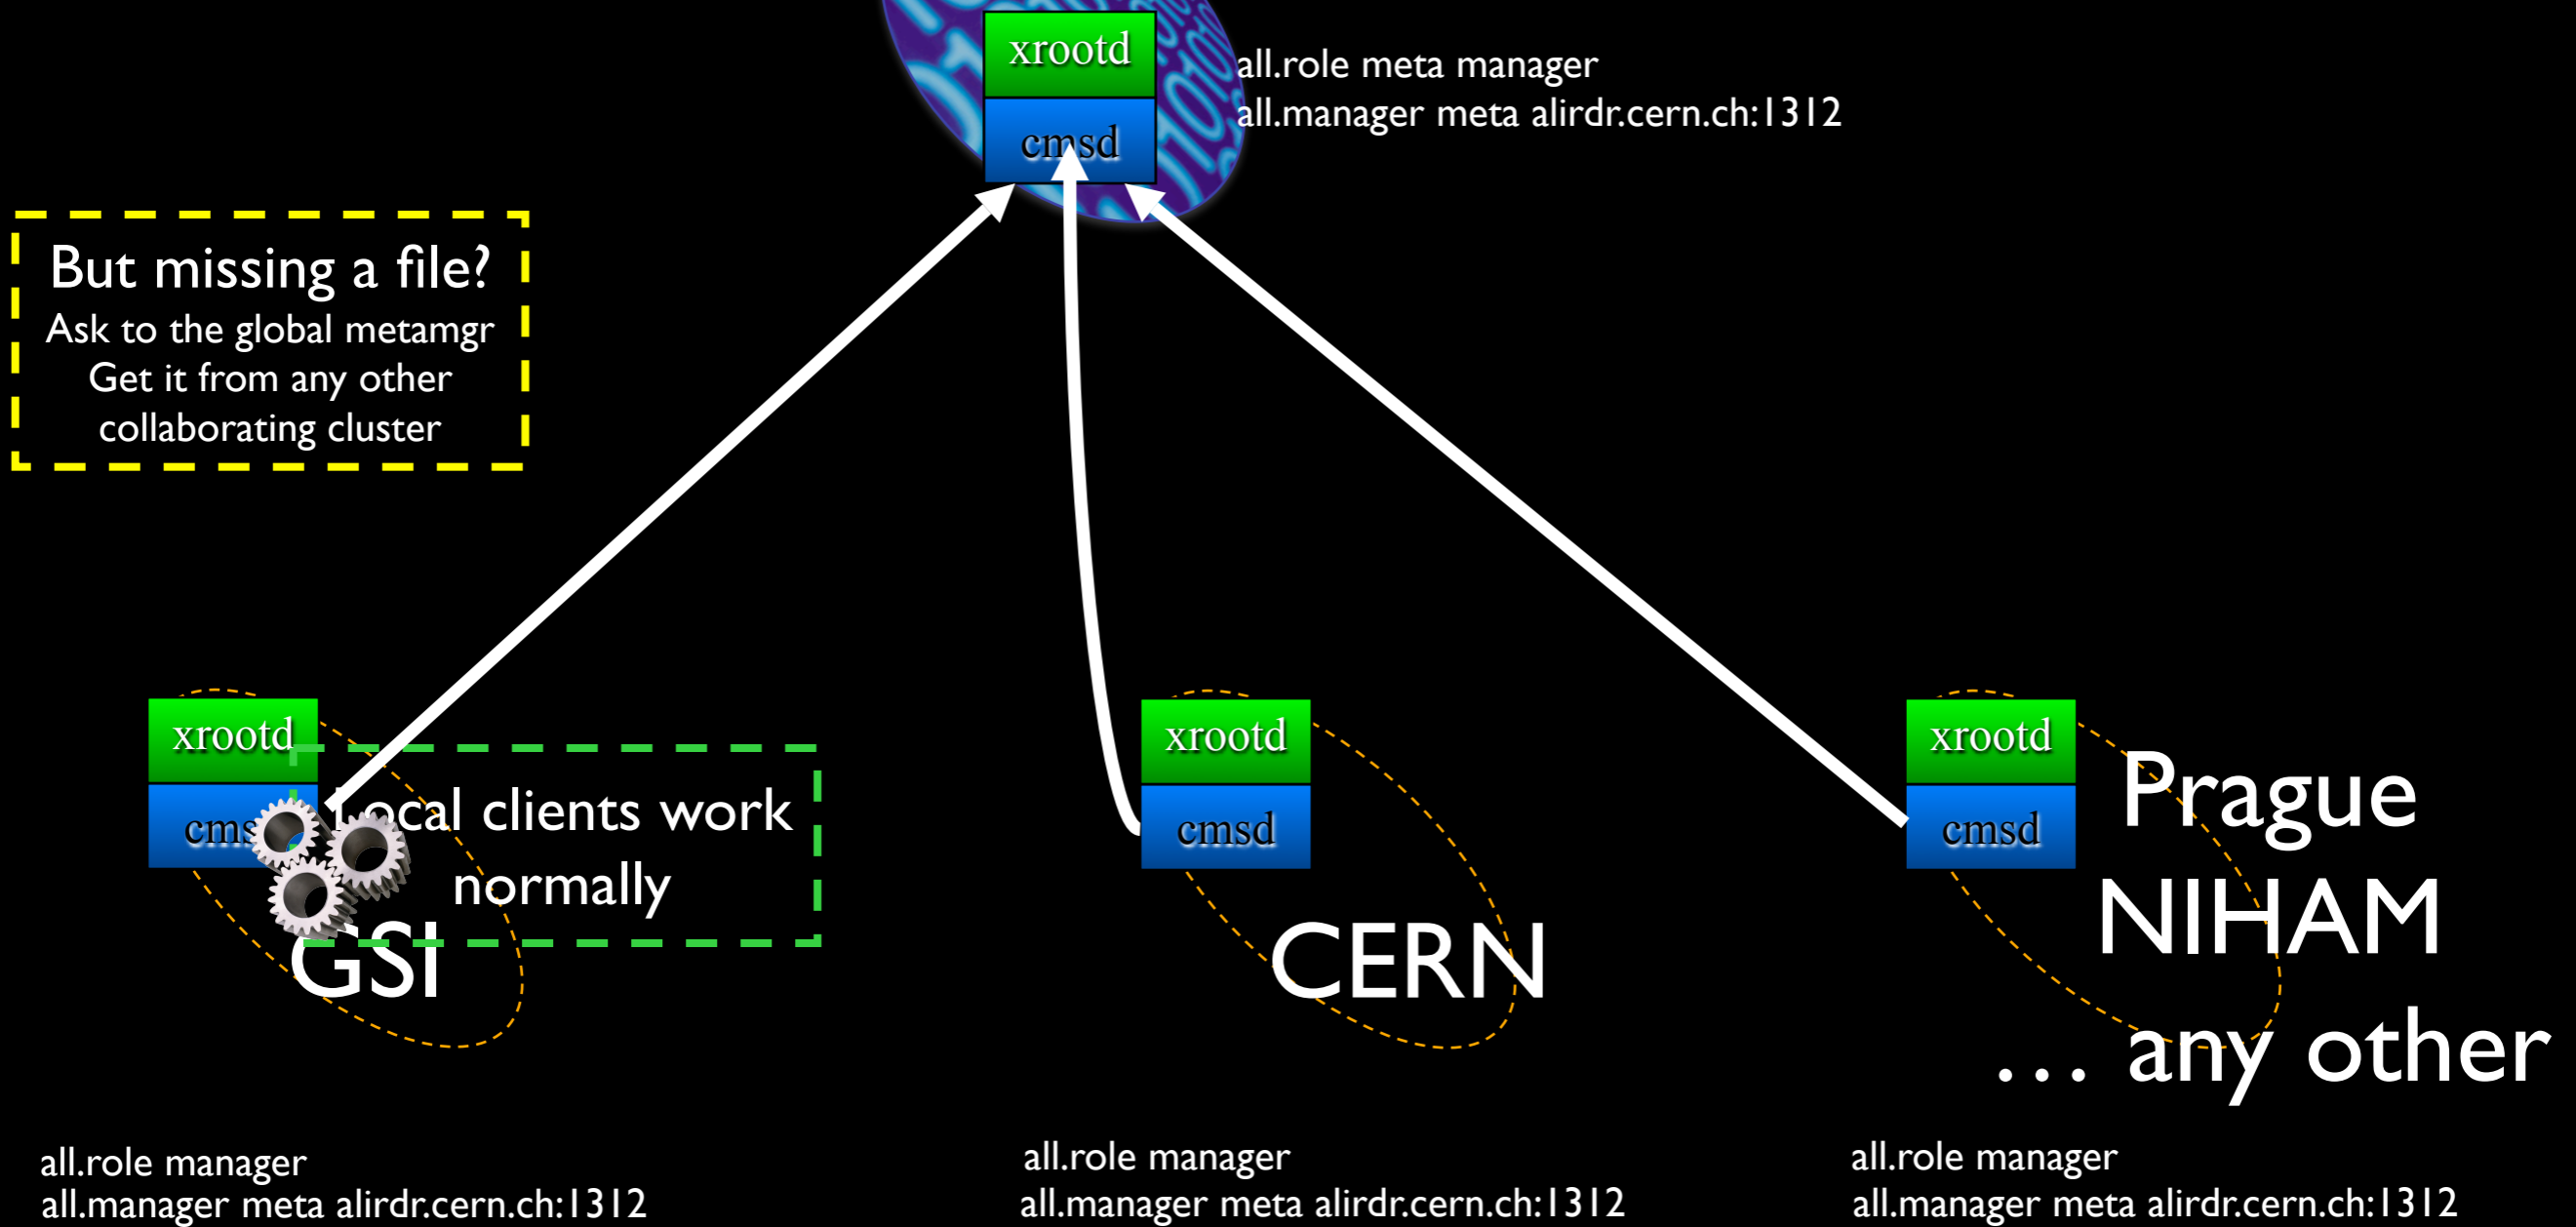 xrootd
cmsd
all.role meta manager
all.manager meta alirdr.cern.ch:1312
But missing a file?
Ask to the global metamgr
Get it from any other
collaborating cluster
xrootd
cmsd
Local clients work
normally
GSI
xrootd
cmsd
CERN
xrootd
cmsd
Prague
NIHAM
… any other
all.role manager
all.manager meta alirdr.cern.ch:1312
all.role manager
all.manager meta alirdr.cern.ch:1312
all.role manager
all.manager meta alirdr.cern.ch:1312